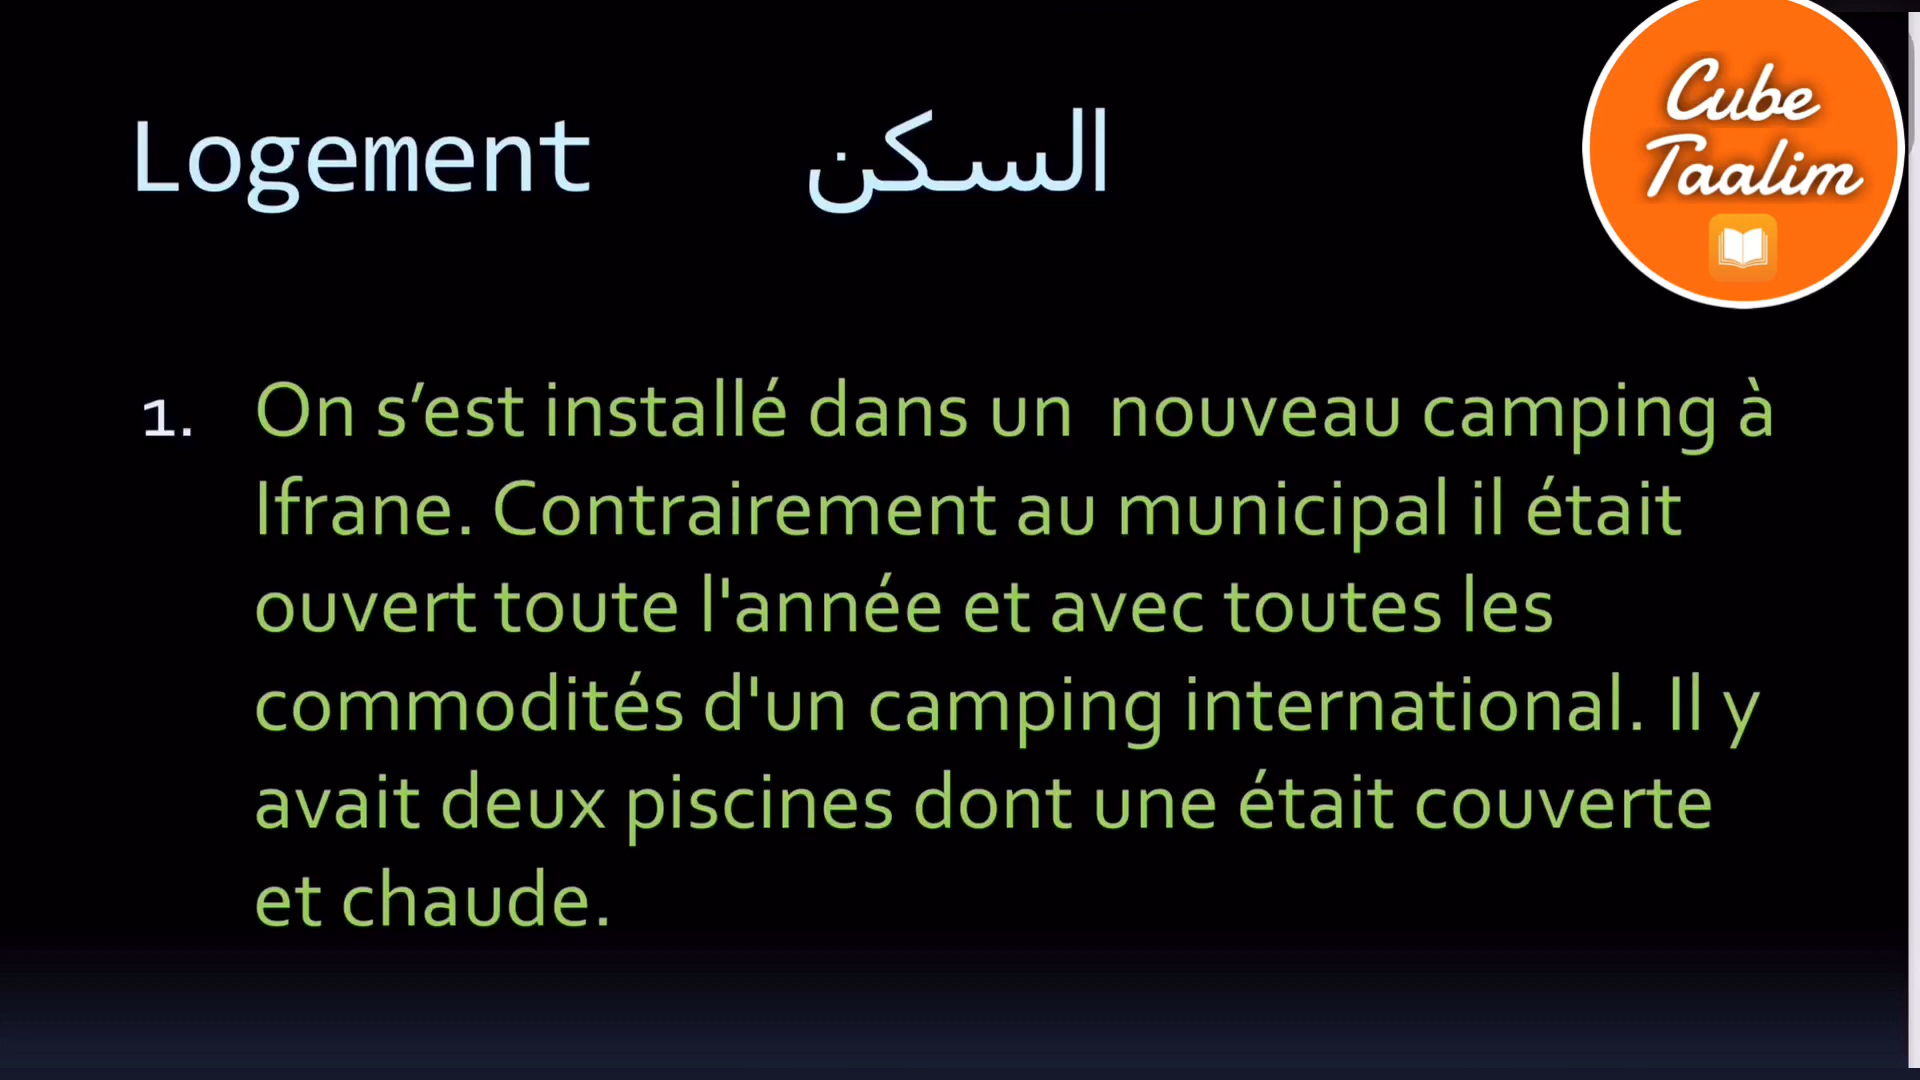 Logement السكن
Cube
Taalim
1. On s’est installé dans un nouveau camping à
Ifrane. Contrairement au municipal il était
ouvert toute l'année et avec toutes les
commodités d'un camping international. Il y
avait deux piscines dont une était couverte
et chaude.